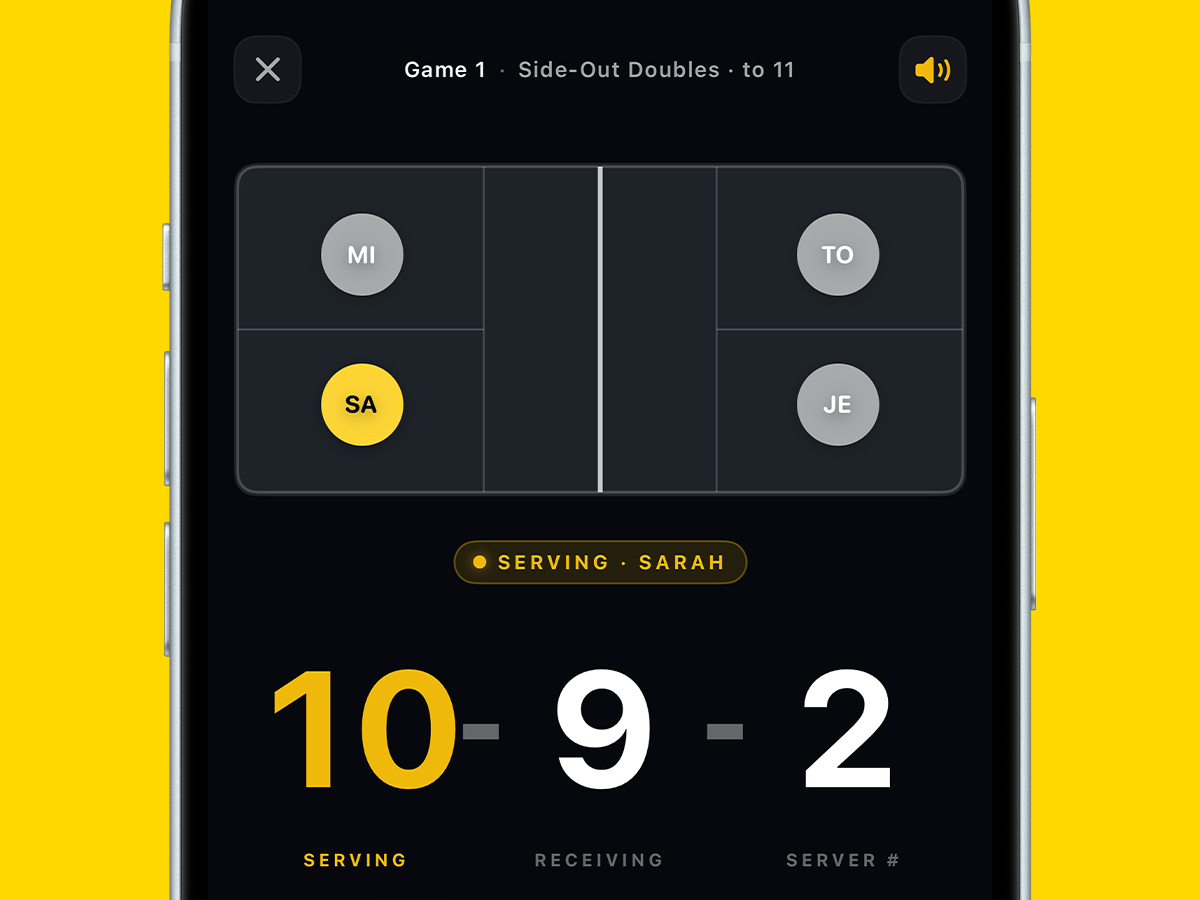 Game 1 · Side-Out Doubles · to 11
MI
TO
SA
JE
SERVING · SARAH
10 - 9 - 2
SERVING RECEIVING SERVER #